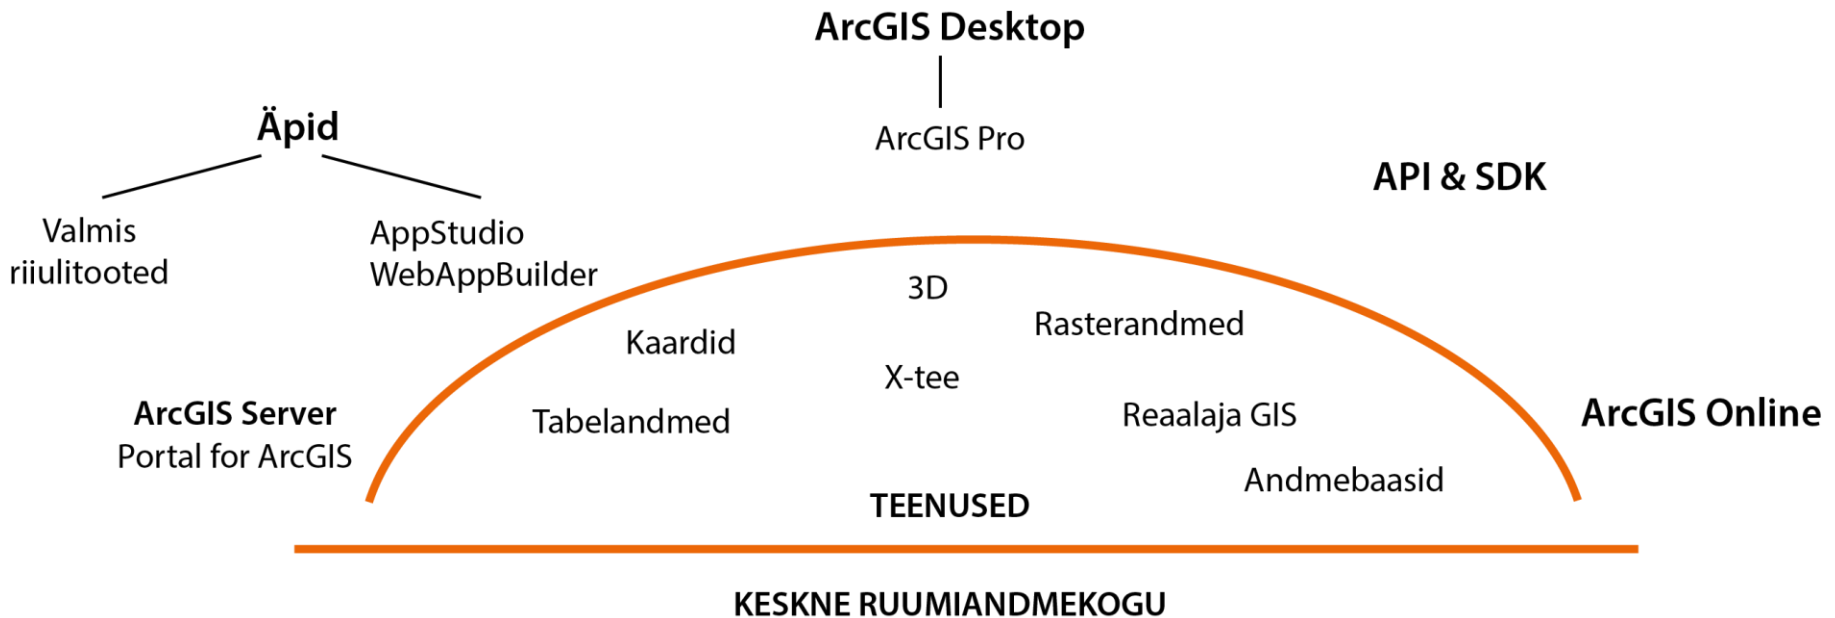 ArcGIS Desktop
ArcGIS Pro
Äpid
Valmis
riiulitooted
AppStudio
WebAppBuilder
API & SDK
3D
Kaardid
Rasterandmed
X-tee
Tabelandmed
Reaalaja GIS
Andmebaasid
ArcGIS Server
Portal for ArcGIS
ArcGIS Online
TEENUSED
KESKNE RUUMIANDMEKOGU